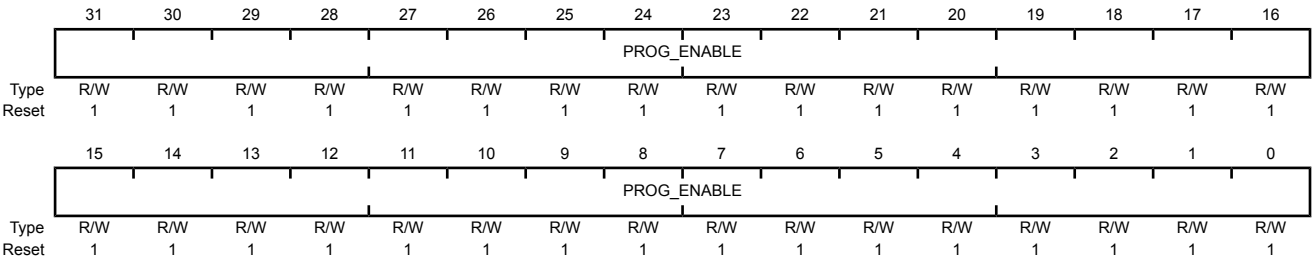 31 30 29 28 27 26 25 24 23 22 21 20 19 18 17 16
PROG_ENABLE
Type R/W R/W R/W R/W R/W R/W R/W R/W R/W R/W R/W R/W R/W R/W R/W R/W
Reset 1 1 1 1 1 1 1 1 1 1 1 1 1 1 1 1
15 14 13 12 11 10 9 8 7 6 5 4 3 2 1 0
PROG_ENABLE
Type R/W R/W R/W R/W R/W R/W R/W R/W R/W R/W R/W R/W R/W R/W R/W R/W
Reset 1 1 1 1 1 1 1 1 1 1 1 1 1 1 1 1